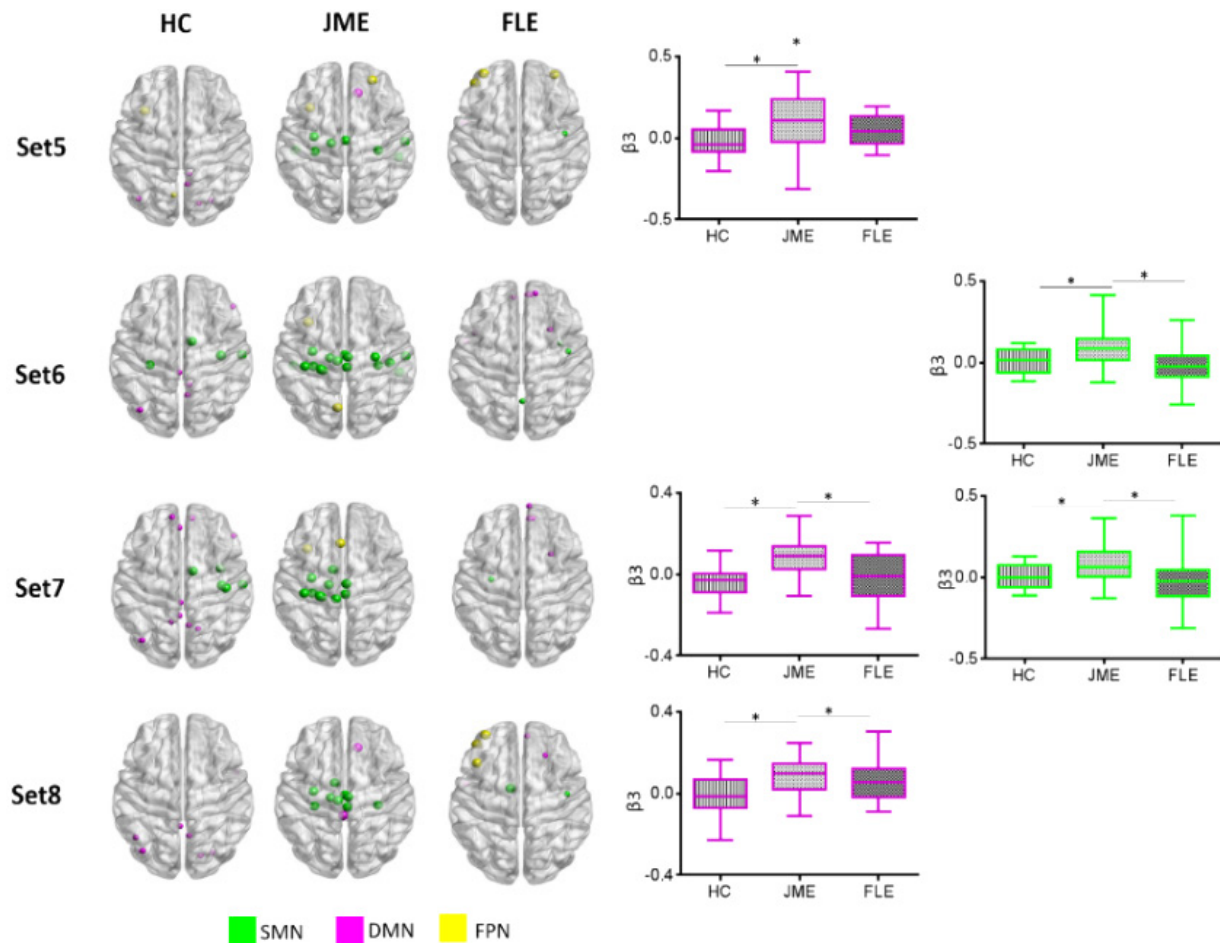 HC JME FLE
Set5
*
*
0.5
0.0
-0.5
β3
HC JME FLE
Set6
* *
0.5
0.0
-0.5
β3
HC JME FLE
Set7
* *
0.4
0.0
-0.4
β3
HC JME FLE
* *
0.5
0.0
-0.5
β3
HC JME FLE
Set8
* *
0.4
0.0
-0.4
β3
HC JME FLE
SMN DMN FPN